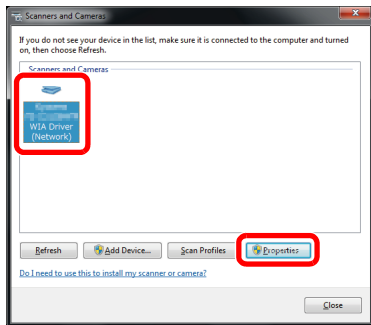 Scanners and Cameras
If you do not see your device in the list, make sure it is connected to the computer and turned
on, then choose Refresh.
Scanners and Cameras
WIA Driver
(Network)
Refresh
Add Device...
Scan Profiles
Properties
Do I need to use this to install my scanner or camera?
Close